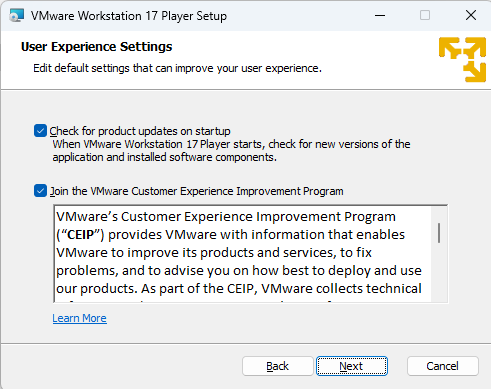 VMware Workstation 17 Player Setup
User Experience Settings
Edit default settings that can improve your user experience.
Check for product updates on startup
When VMware Workstation 17 Player starts, check for new versions of the
application and installed software components.
Join the VMware Customer Experience Improvement Program
VMware's Customer Experience Improvement Program
("CEIP") provides VMware with information that enables
VMware to improve its products and services, to fix
problems, and to advise you on how best to deploy and use
our products. As part of the CEIP, VMware collects technical
Learn More
Back
Next
Cancel